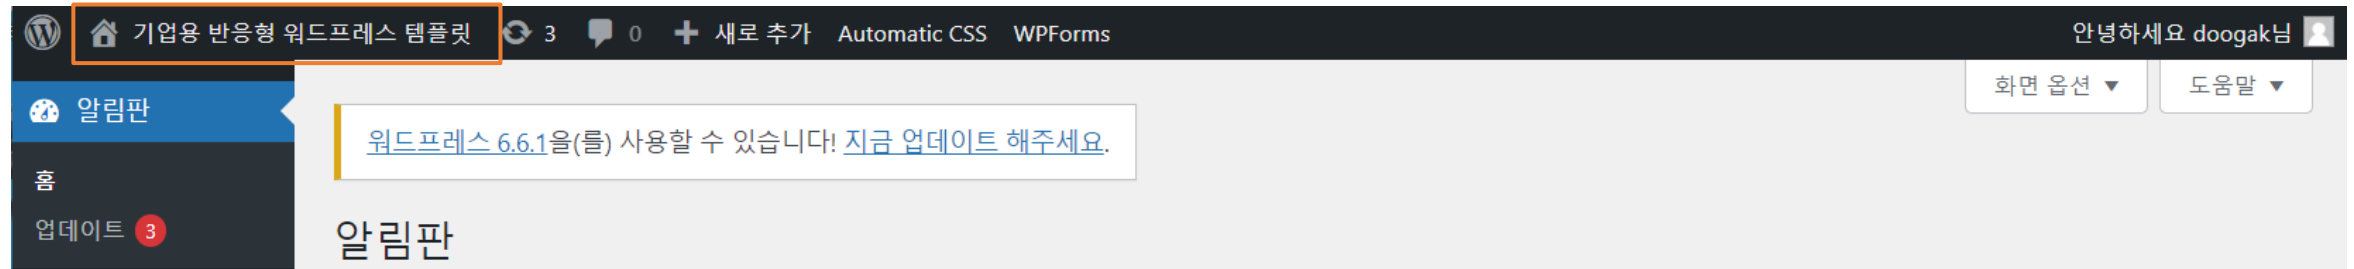 기업용 반응형 워드프레스 템플릿 3 0 새로 추가 Automatic CSS WPForms 안녕하세요 doogak님
화면 옵션 ▼ 도움말 ▼
알림판
워드프레스 6.6.1을(를) 사용할 수 있습니다! 지금 업데이트 해주세요.
홈
업데이트 3
알림판